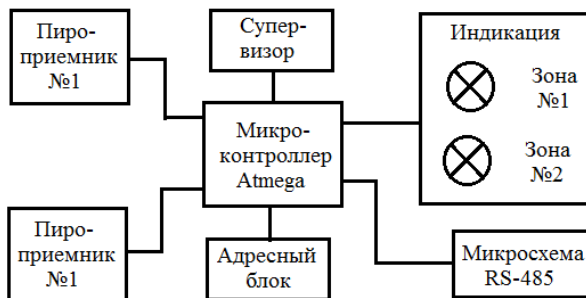 Пиро-
приемник
№1
Супер-
визор
Индикация
Зона
№1
Зона
№2
Микро-
контроллер
Atmega
Пиро-
приемник
№1
Адресный
блок
Микросхема
RS-485